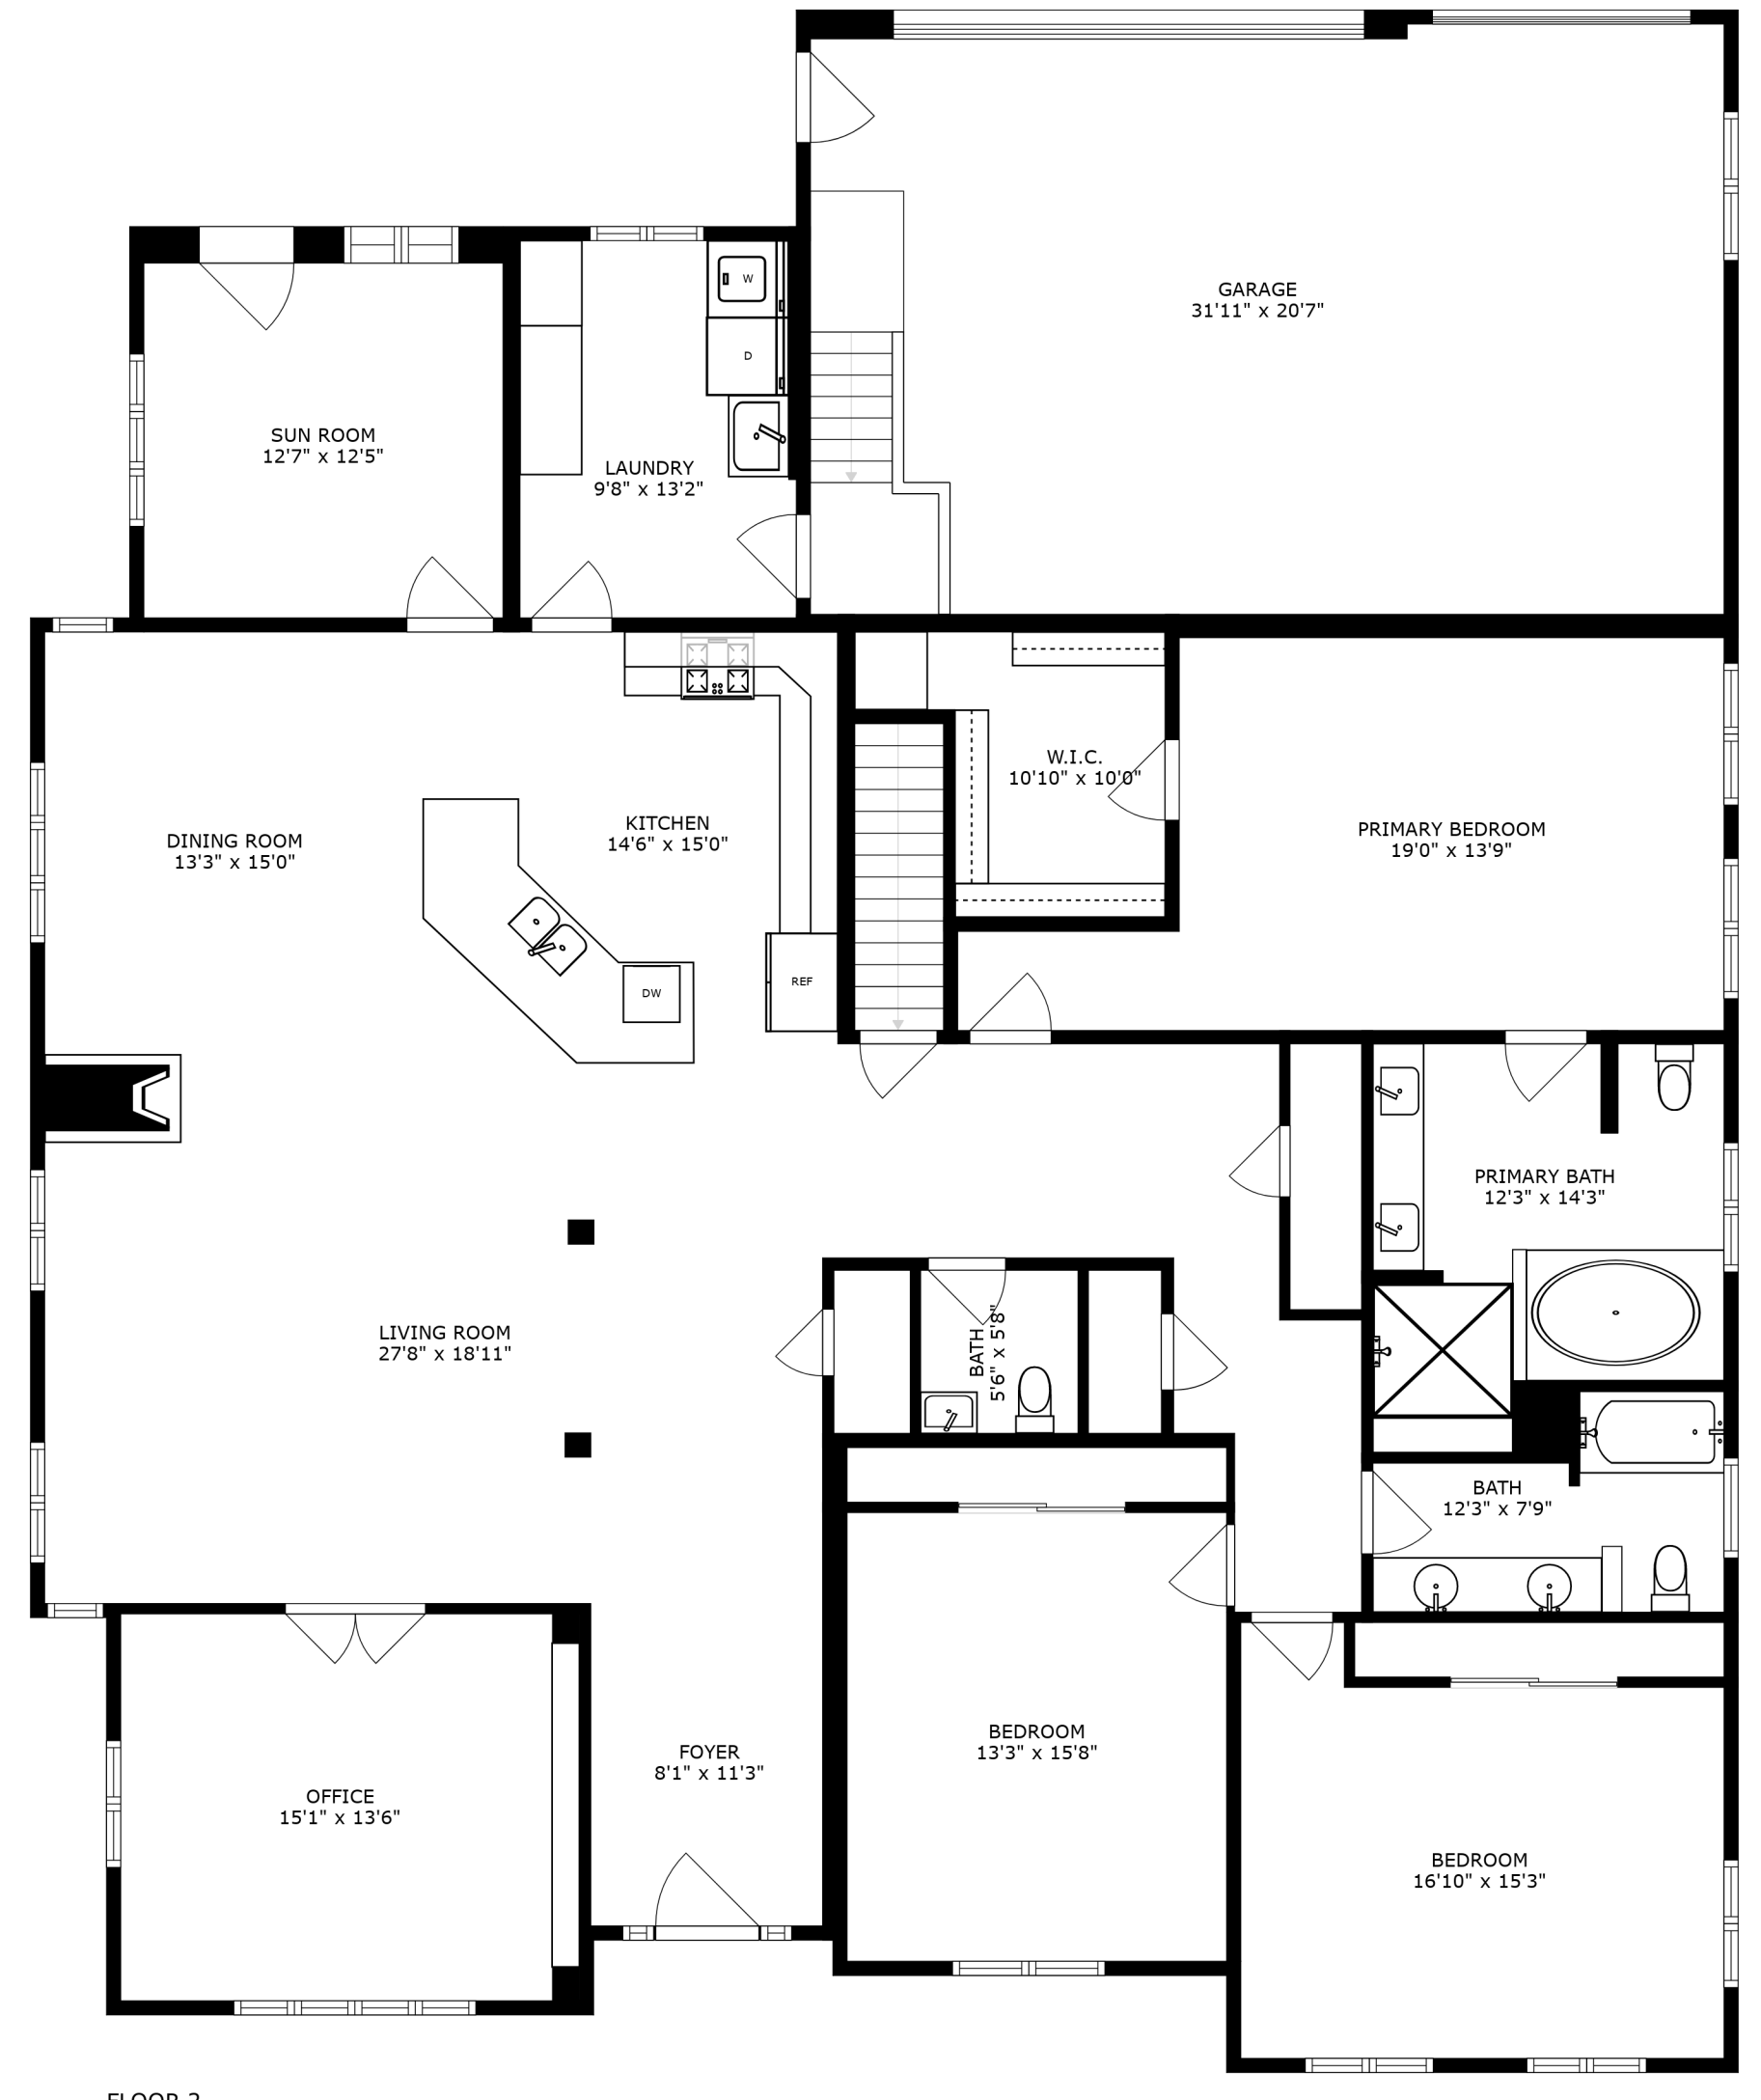 GARAGE
31'11" x 20'7"
W
D
SUN ROOM
12'7" x 12'5"
LAUNDRY
9'8" x 13'2"
W.I.C.
10'10" x 10'0"
DINING ROOM
13'3" x 15'0"
KITCHEN
14'6" x 15'0"
PRIMARY BEDROOM
19'0" x 13'9"
REF
DW
PRIMARY BATH
12'3" x 14'3"
LIVING ROOM
27'8" x 18'11"
BATH
5'6" x 5'8"
BATH
12'3" x 7'9"
BEDROOM
13'3" x 15'8"
FOYER
8'1" x 11'3"
OFFICE
15'1" x 13'6"
BEDROOM
16'10" x 15'3"
FLOOR 2